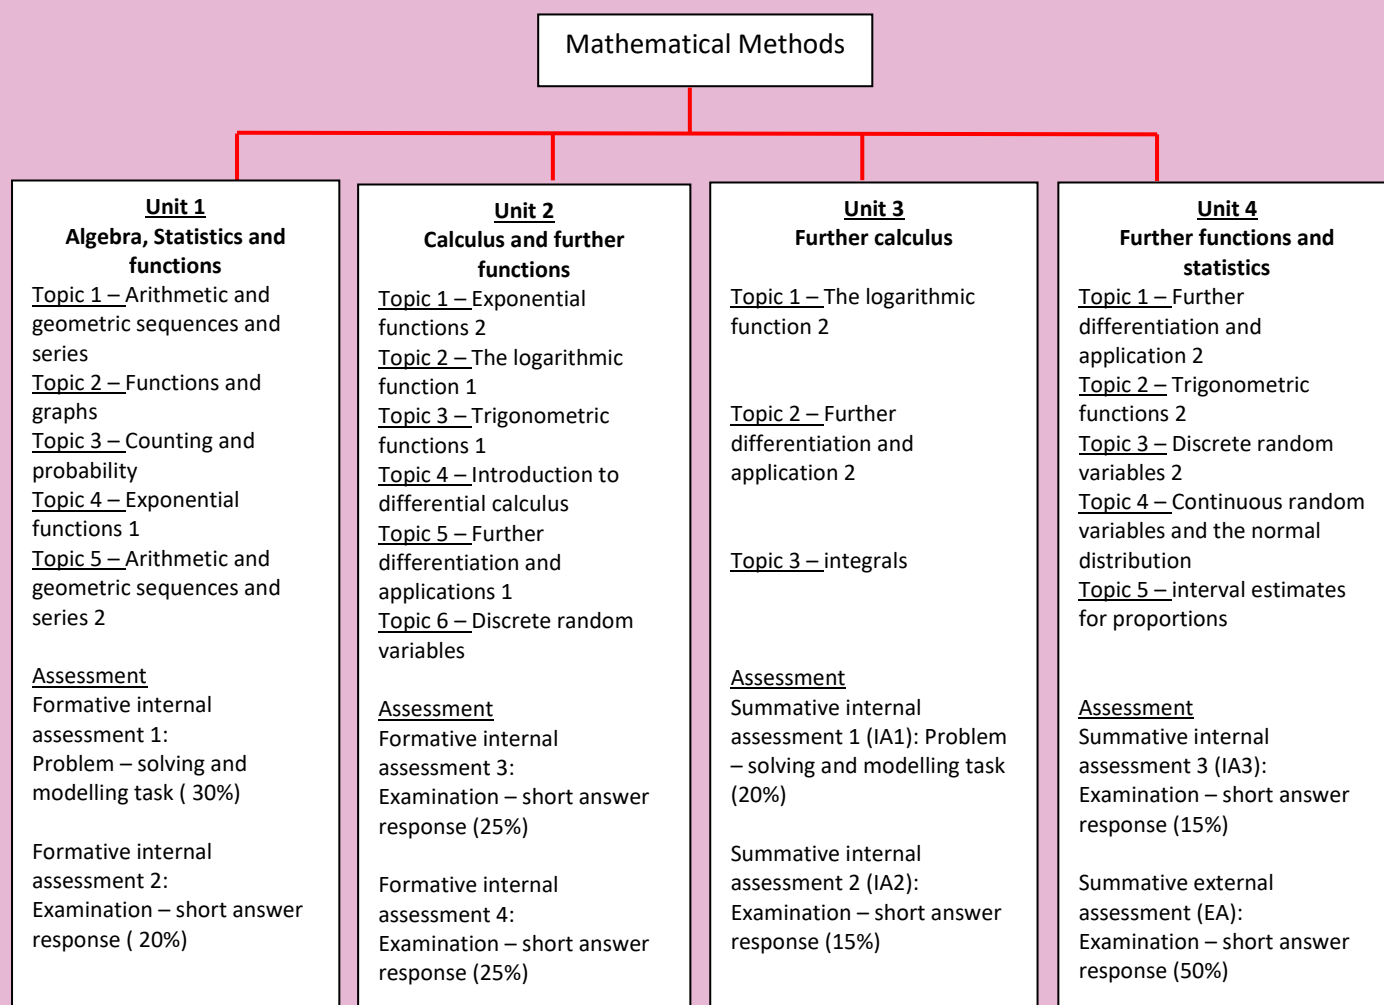 Mathematical Methods
Unit 1
Algebra, Statistics and
functions
Topic 1 – Arithmetic and
geometric sequences and
series
Topic 2 – Functions and
graphs
Topic 3 – Counting and
probability
Topic 4 – Exponential
functions 1
Topic 5 – Arithmetic and
geometric sequences and
series 2
Assessment
Formative internal
assessment 1:
Problem – solving and
modelling task ( 30%)
Formative internal
assessment 2:
Examination – short answer
response ( 20%)
Unit 2
Calculus and further
functions
Topic 1 – Exponential
functions 2
Topic 2 – The logarithmic
function 1
Topic 3 – Trigonometric
functions 1
Topic 4 – Introduction to
differential calculus
Topic 5 – Further
differentiation and
applications 1
Topic 6 – Discrete random
variables
Assessment
Formative internal
assessment 3:
Examination – short answer
response (25%)
Formative internal
assessment 4:
Examination – short answer
response (25%)
Unit 3
Further calculus
Topic 1 – The logarithmic
function 2
Topic 2 – Further
differentiation and
application 2
Topic 3 – integrals
Assessment
Summative internal
assessment 1 (IA1): Problem
– solving and modelling task
(20%)
Summative internal
assessment 2 (IA2):
Examination – short answer
response (15%)
Unit 4
Further functions and
statistics
Topic 1 – Further
differentiation and
application 2
Topic 2 – Trigonometric
functions 2
Topic 3 – Discrete random
variables 2
Topic 4 – Continuous random
variables and the normal
distribution
Topic 5 – interval estimates
for proportions
Assessment
Summative internal
assessment 3 (IA3):
Examination – short answer
response (15%)
Summative external
assessment (EA):
Examination – short answer
response (50%)